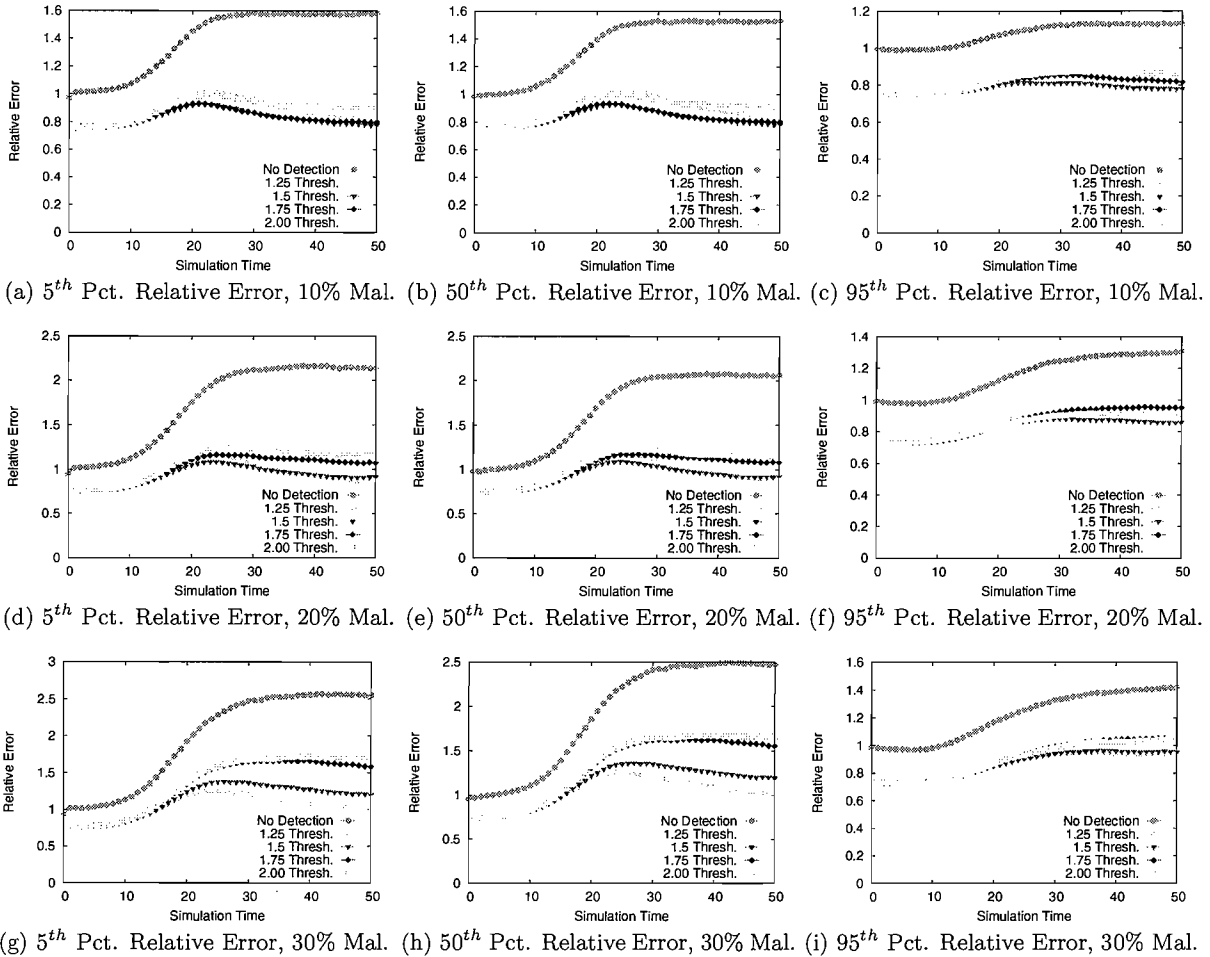 1.6
1.4
1.2
1
0.8
0.6
0.4
0.2
0
Relative Error
No Detection
1.25 Thresh.
1.5 Thresh.
1.75 Thresh.
2.00 Thresh.
0 10 20 30 40 50
Simulation Time
(a) 5th Pct. Relative Error, 10% Mal.
1.6
1.4
1.2
1
0.8
0.6
0.4
0.2
0
Relative Error
No Detection
1.25 Thresh.
1.5 Thresh.
1.75 Thresh.
2.00 Thresh.
0 10 20 30 40 50
Simulation Time
(b) 50th Pct. Relative Error, 10% Mal.
1.2
1
0.8
0.6
0.4
0.2
0
Relative Error
No Detection
1.25 Thresh.
1.5 Thresh.
1.75 Thresh.
2.00 Thresh.
0 10 20 30 40 50
Simulation Time
(c) 95th Pct. Relative Error, 10% Mal.
2.5
2
1.5
1
0.5
0
Relative Error
No Detection
1.25 Thresh.
1.5 Thresh.
1.75 Thresh.
2.00 Thresh.
0 10 20 30 40 50
Simulation Time
(d) 5th Pct. Relative Error, 20% Mal.
2.5
2
1.5
1
0.5
0
Relative Error
No Detection
1.25 Thresh.
1.5 Thresh.
1.75 Thresh.
2.00 Thresh.
0 10 20 30 40 50
Simulation Time
(e) 50th Pct. Relative Error, 20% Mal.
1.4
1.2
1
0.8
0.6
0.4
0.2
0
Relative Error
No Detection
1.25 Thresh.
1.5 Thresh.
1.75 Thresh.
2.00 Thresh.
0 10 20 30 40 50
Simulation Time
(f) 95th Pct. Relative Error, 20% Mal.
3
2.5
2
1.5
1
0.5
0
Relative Error
No Detection
1.25 Thresh.
1.5 Thresh.
1.75 Thresh.
2.00 Thresh.
0 10 20 30 40 50
Simulation Time
(g) 5th Pct. Relative Error, 30% Mal.
2.5
2
1.5
1
0.5
0
Relative Error
No Detection
1.25 Thresh.
1.5 Thresh.
1.75 Thresh.
2.00 Thresh.
0 10 20 30 40 50
Simulation Time
(h) 50th Pct. Relative Error, 30% Mal.
1.6
1.4
1.2
1
0.8
0.6
0.4
0.2
0
Relative Error
No Detection
1.25 Thresh.
1.5 Thresh.
1.75 Thresh.
2.00 Thresh.
0 10 20 30 40 50
Simulation Time
(i) 95th Pct. Relative Error, 30% Mal.